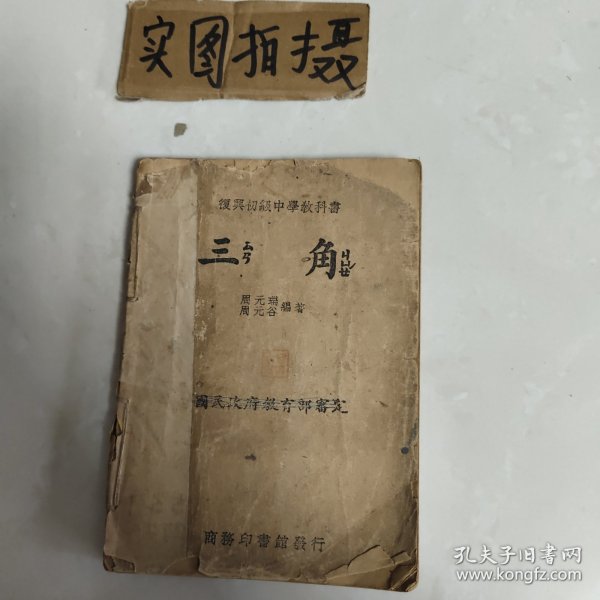 实图拍摄
復興初級中學教科書
三ㄙㄢ 角ㄐㄧㄠ
周元瑞
周元谷 編著
國民政府教育部審定
商務印書館發行
孔夫子旧书网
www.kongfz.com